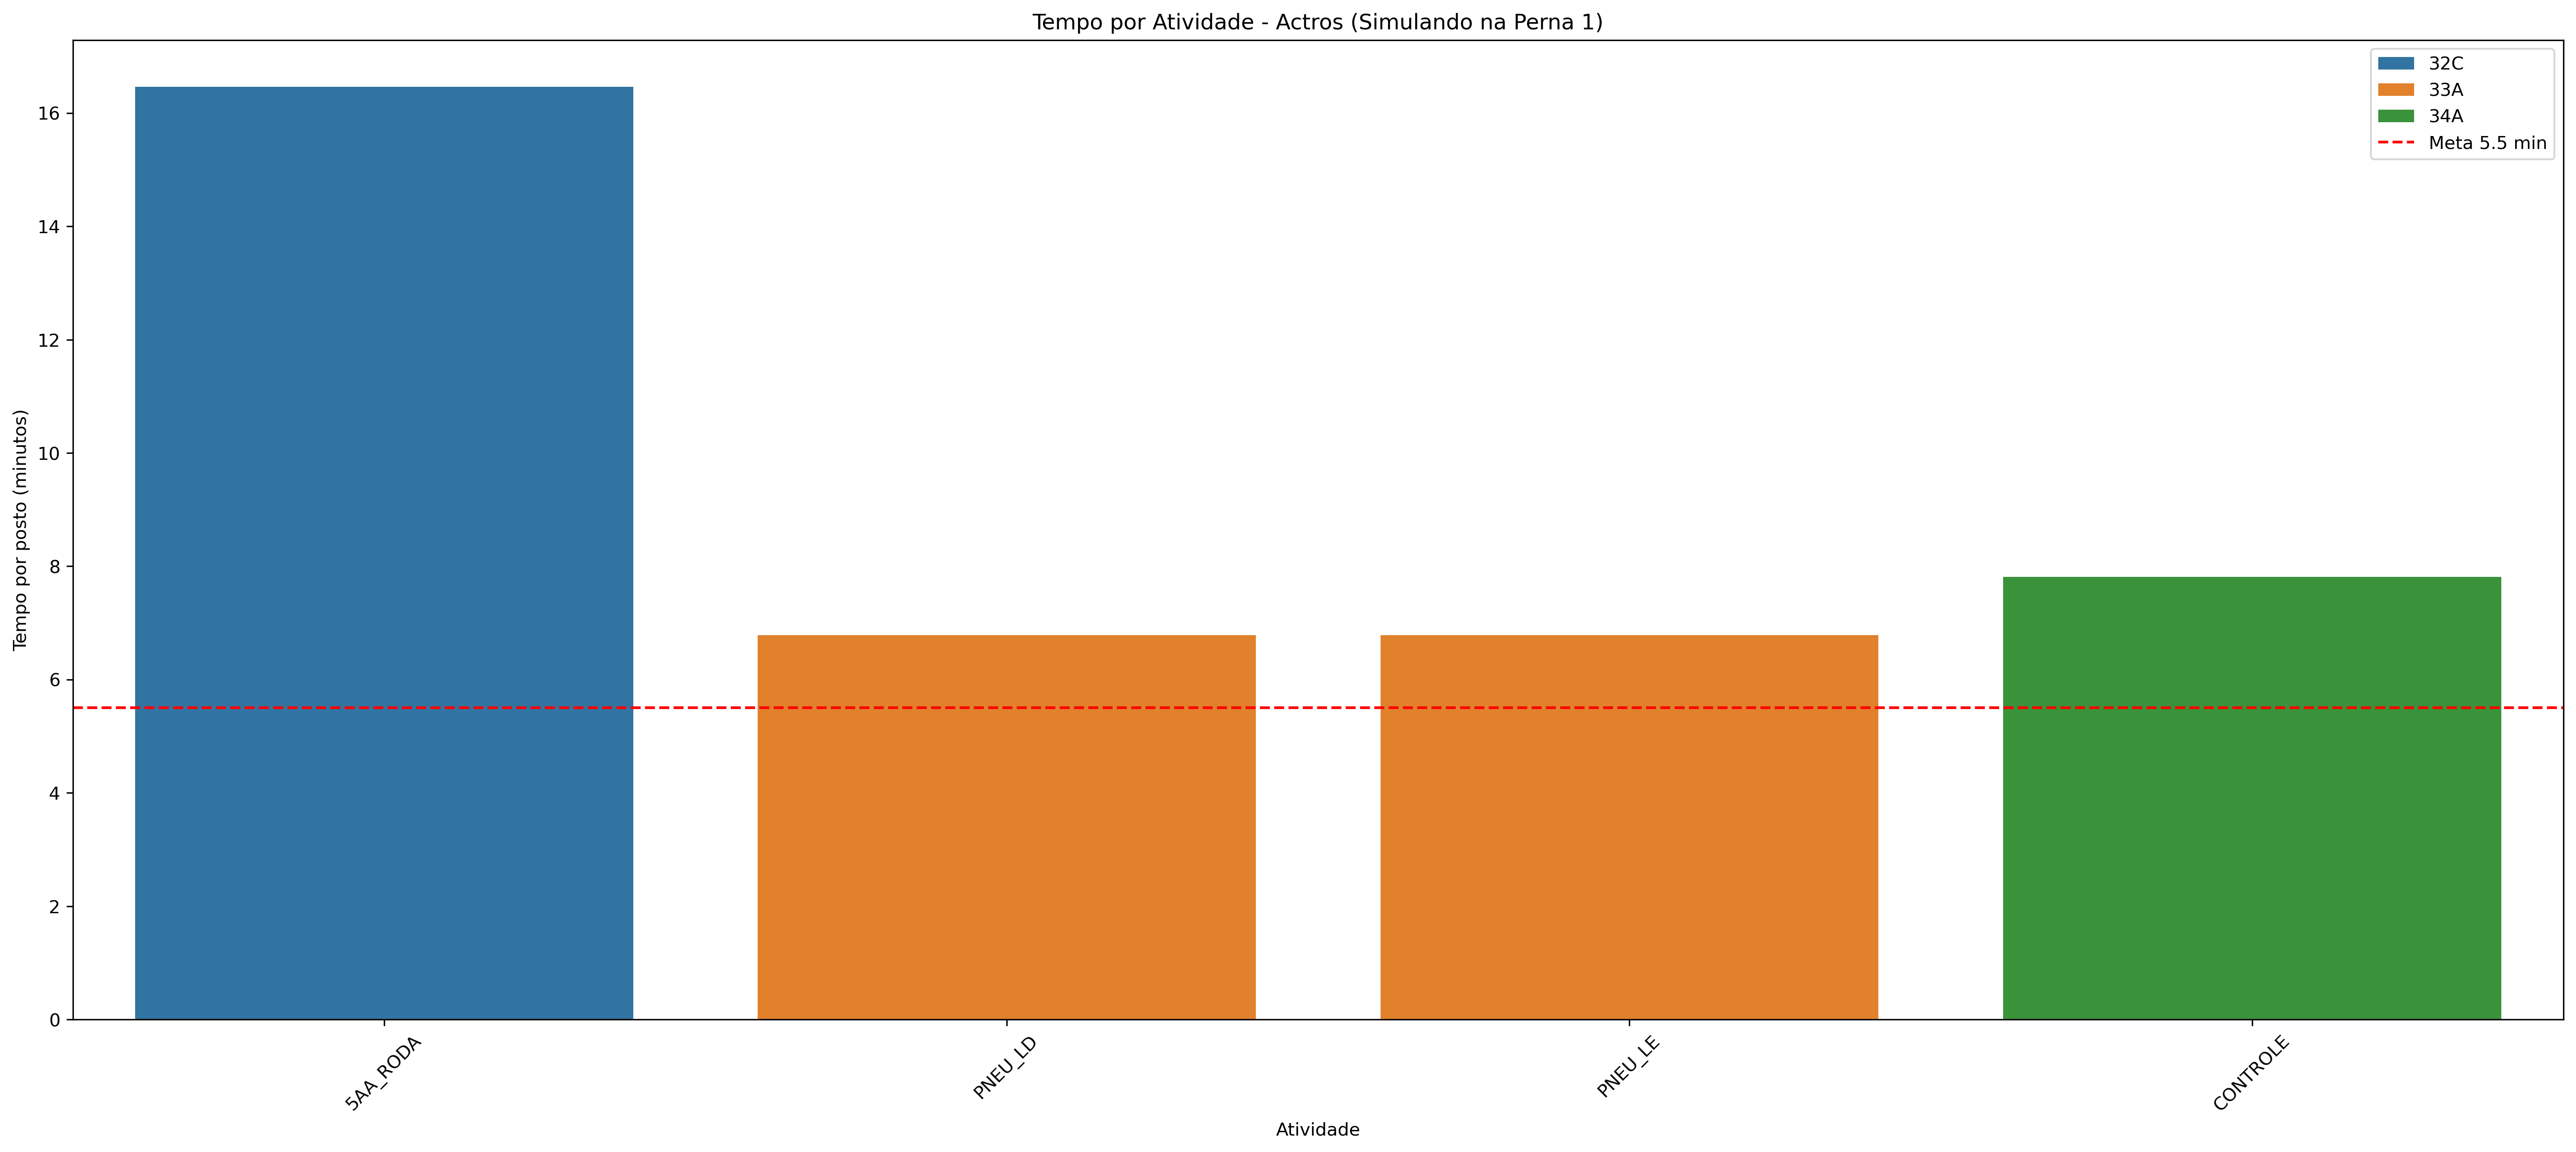 Tempo por Atividade - Actros (Simulando na Perna 1)
32C
33A
34A
Meta 5.5 min
Tempo por posto (minutos)
16
14
12
10
8
6
4
2
0
5AA_RODA
PNEU_LD
PNEU_LE
CONTROLE
Atividade